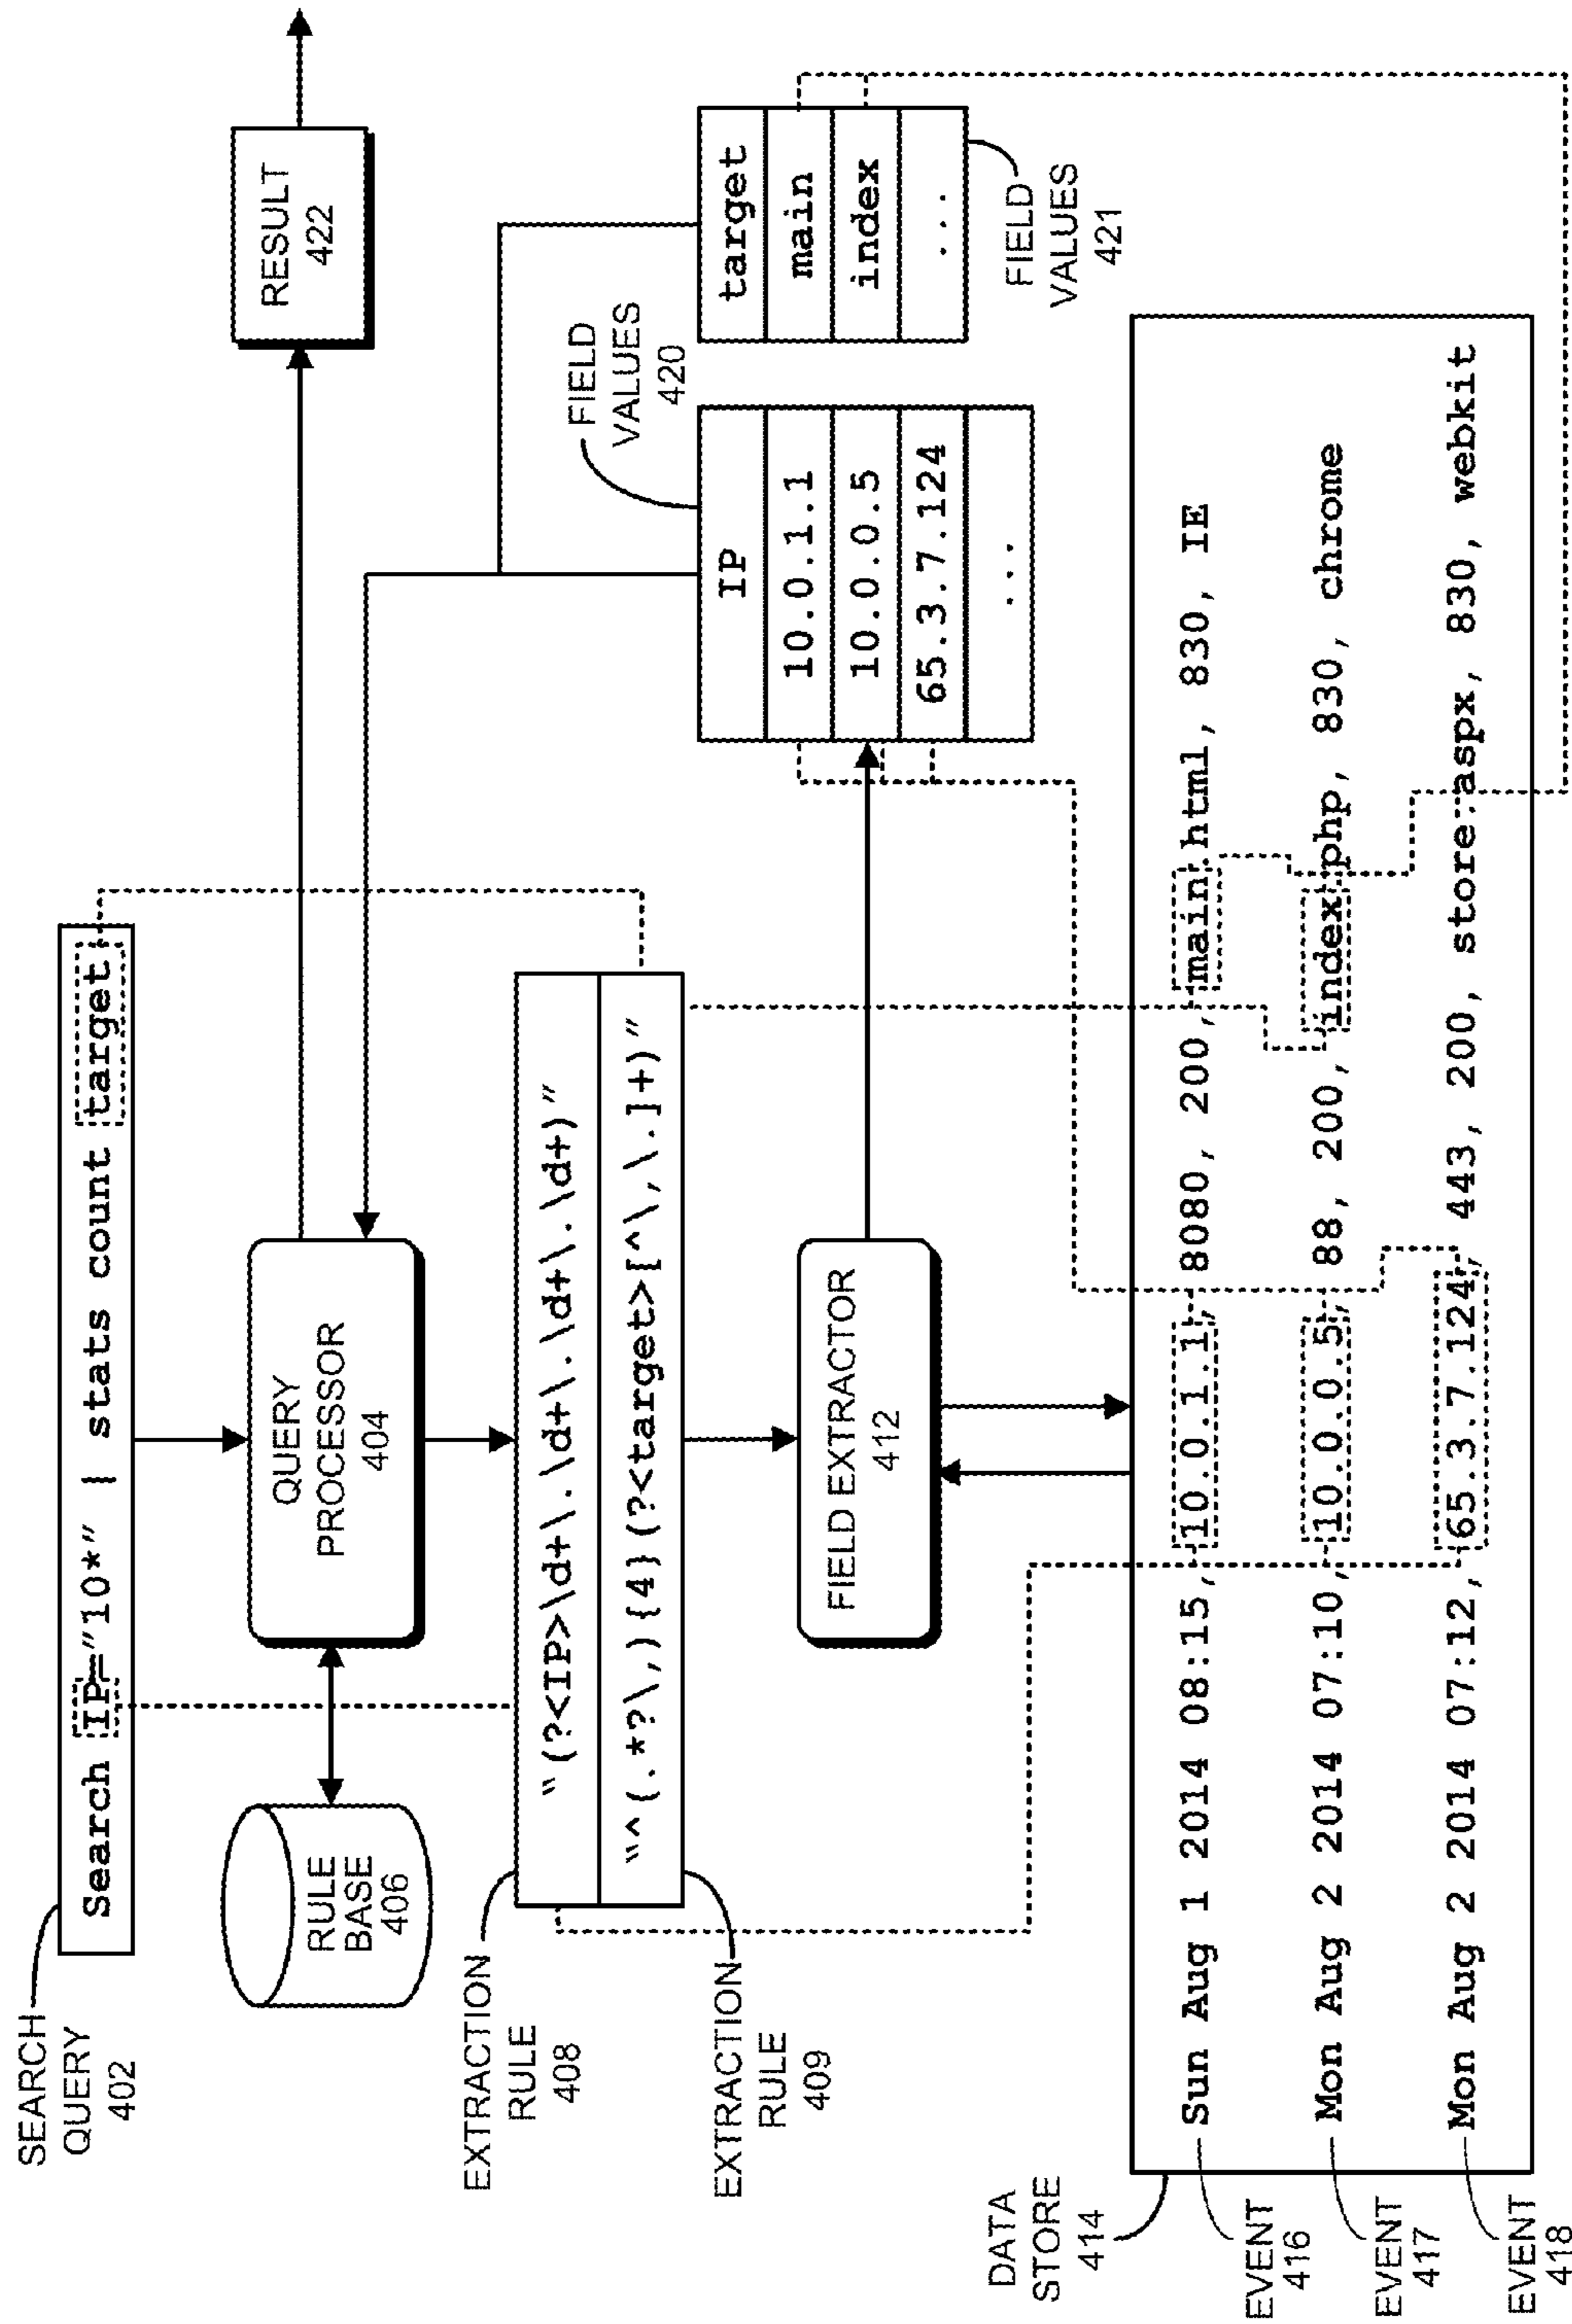 SEARCH
QUERY
402
Search IP="10*" | stats count target
RULE
BASE
406
QUERY
PROCESSOR
404
RESULT
422
EXTRACTION
RULE
408
"(?<IP>\d+\.\d+\.\d+\.\d+)"
"^(.*?\,){4}(?<target>[^\,\.]+)"
EXTRACTION
RULE
409
FIELD EXTRACTOR
412
FIELD
VALUES
420
IP
10.0.1.1
10.0.0.5
65.3.7.124
...
target
main
index
...
FIELD
VALUES
421
DATA
STORE
414
EVENT
416
Sun Aug 1 2014 08:15, 10.0.1.1, 8080, 200, main.html, 830, IE
EVENT
417
Mon Aug 2 2014 07:10, 10.0.0.5, 88, 200, index.php, 830, chrome
EVENT
418
Mon Aug 2 2014 07:12, 65.3.7.124, 443, 200, store.aspx, 830, webkit